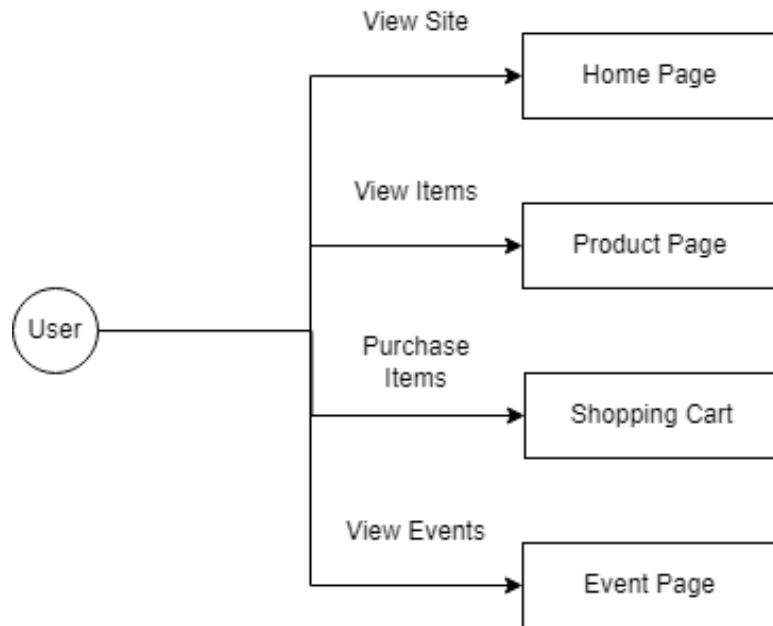 View Site
Home Page
View Items
Product Page
User
Purchase
Items
Shopping Cart
View Events
Event Page